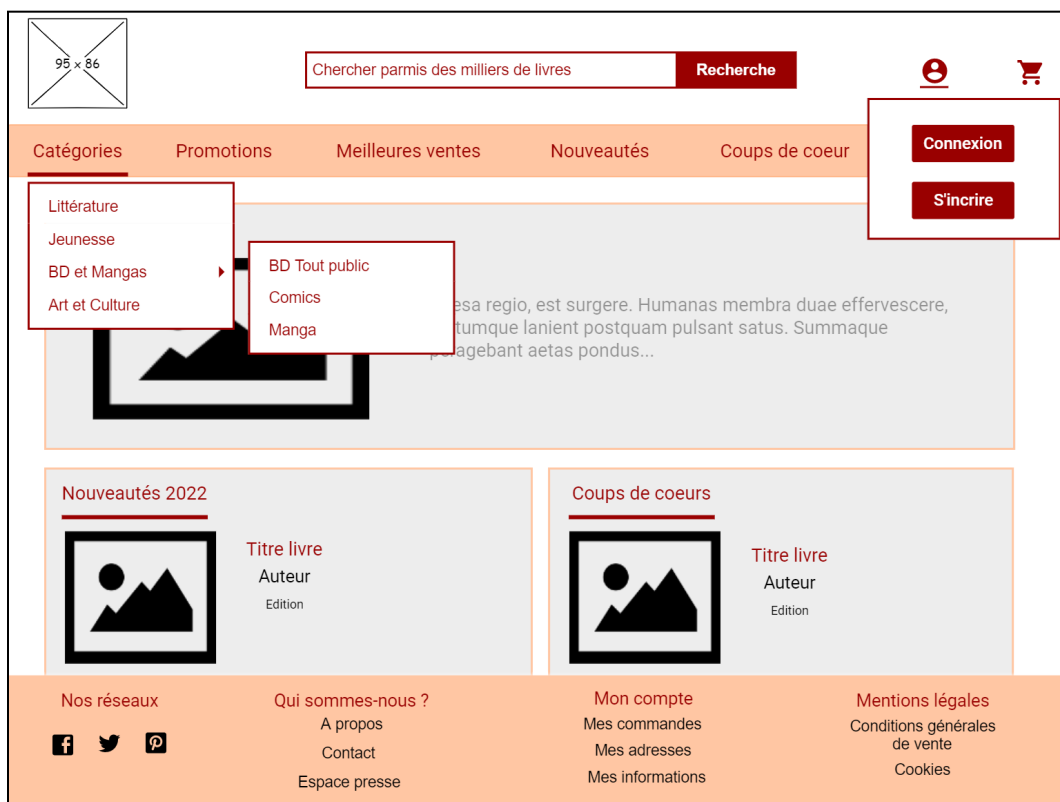 95 x 86
Chercher parmis des milliers de livres
Recherche
Connexion
S'incrire
Catégories
Promotions
Meilleures ventes
Nouveautés
Coups de coeur
Littérature
Jeunesse
BD et Mangas
Art et Culture
BD Tout public
Comics
Manga
esa regio, est surgere. Humanas membra duae effervescere,
tumque lanient postquam pulsant satus. Summaque
agebant aetas pondus...
Nouveautés 2022
Titre livre
Auteur
Edition
Coups de coeurs
Titre livre
Auteur
Edition
Nos réseaux
Qui sommes-nous ?
A propos
Contact
Espace presse
Mon compte
Mes commandes
Mes adresses
Mes informations
Mentions légales
Conditions générales
de vente
Cookies